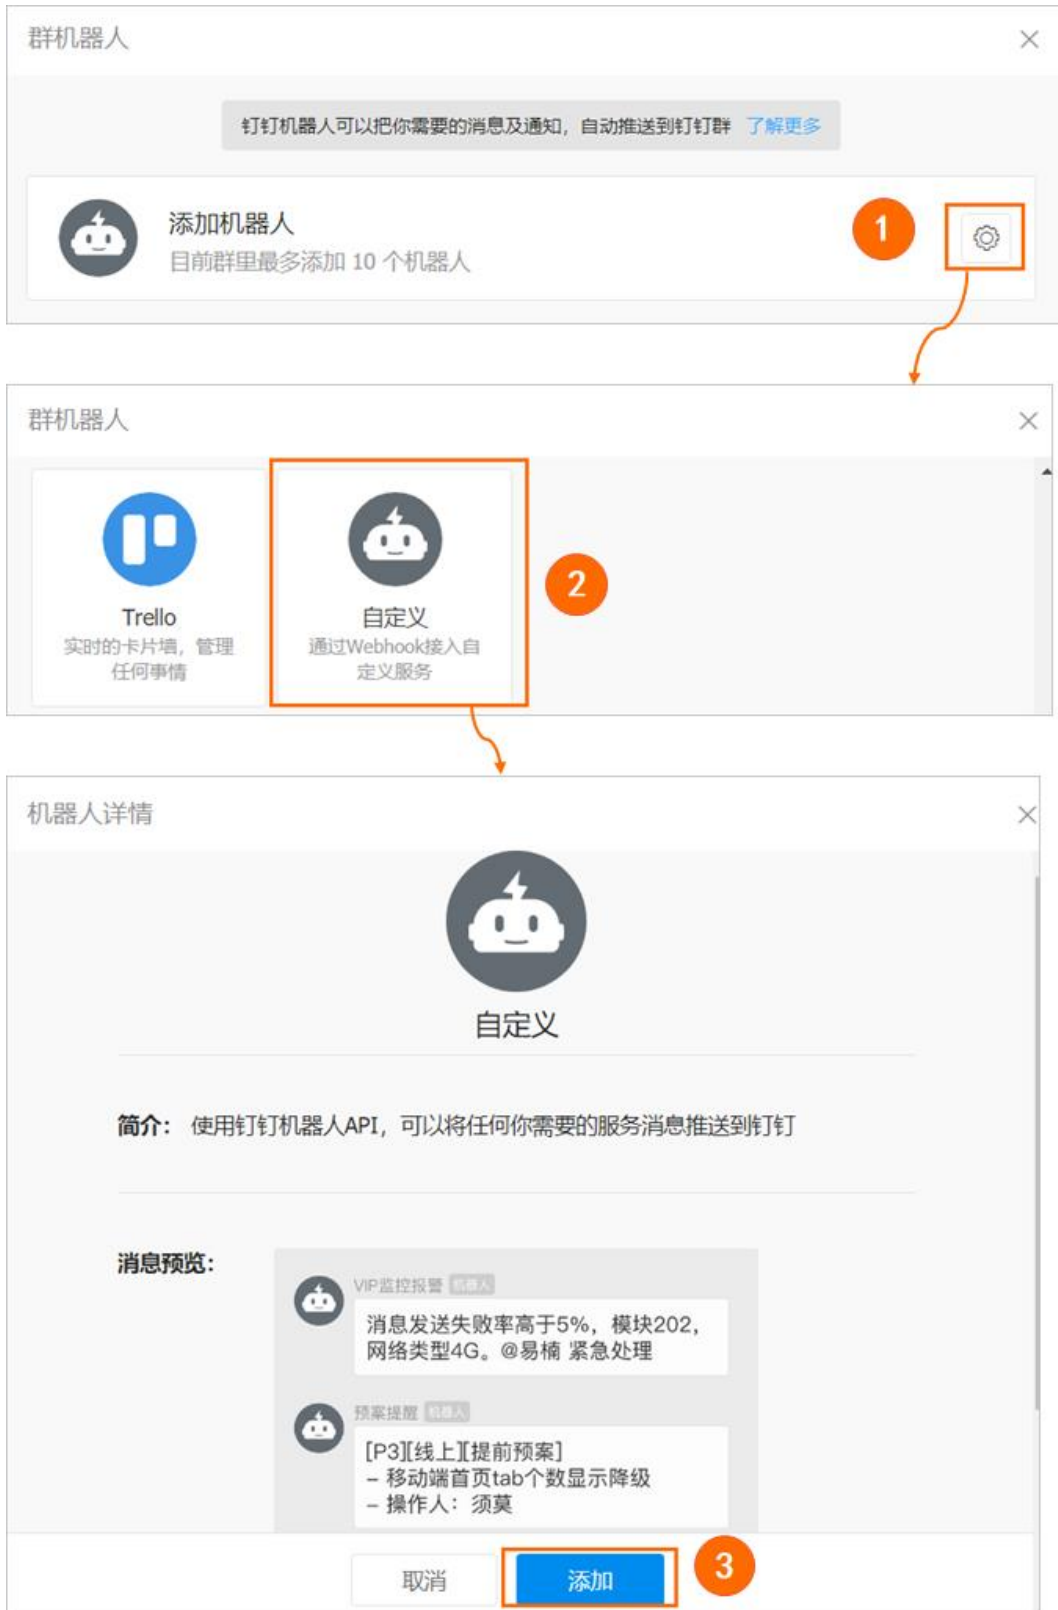 群机器人
钉钉机器人可以把你需要的消息及通知，自动推送到钉钉群 了解更多
添加机器人
目前群里最多添加 10 个机器人
1
群机器人
Trello
实时的卡片墙，管理
任何事情
自定义
通过Webhook接入自
定义服务
2
机器人详情
自定义
简介： 使用钉钉机器人API，可以将任何你需要的服务消息推送到钉钉
消息预览：
VIP监控报警 机器人
消息发送失败率高于5%，模块202，
网络类型4G。@易楠 紧急处理
预案提醒 机器人
[P3][线上][提前预案]
– 移动端首页tab个数显示降级
– 操作人：须莫
取消
添加
3